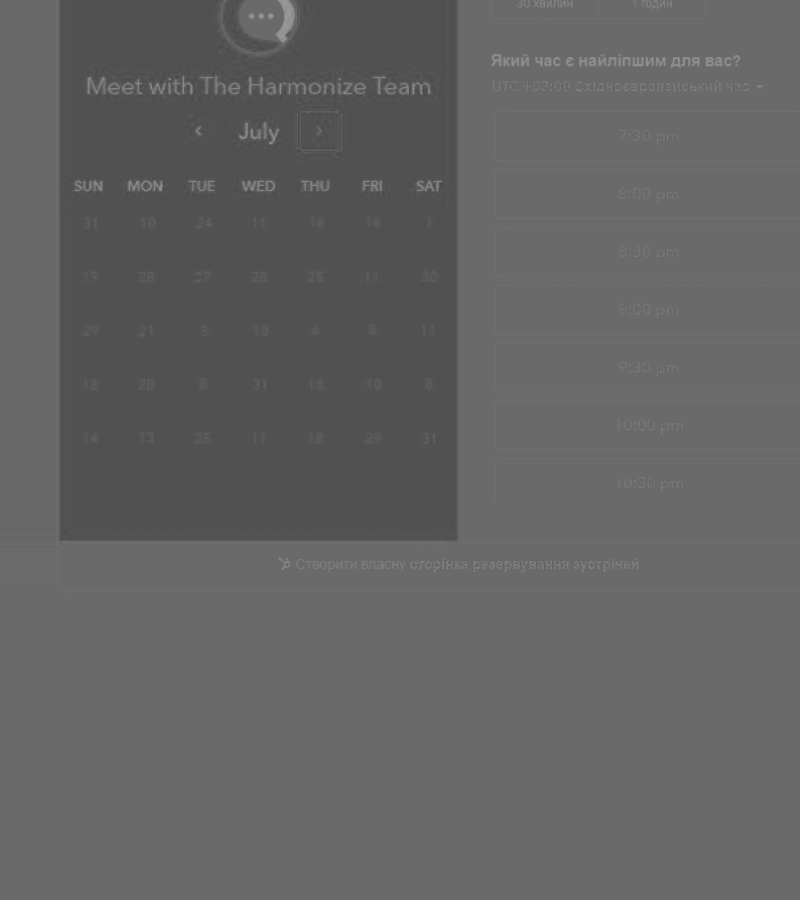 30 хвилин 1 годин
Який час є найліпшим для вас?
UTC +03:00 Східноєвропейський час
Meet with The Harmonize Team
July
SUN MON TUE WED THU FRI SAT
31 10 24 11 16 16 1
19 28 27 28 25 11 30
29 21 3 10 6 8 11
18 28 8 31 18 18 8
14 13 25 11 18 29 31
7:30 pm
8:00 pm
8:30 pm
9:00 pm
9:30 pm
10:00 pm
10:30 pm
Створити власну сторінка резервування зустрічей